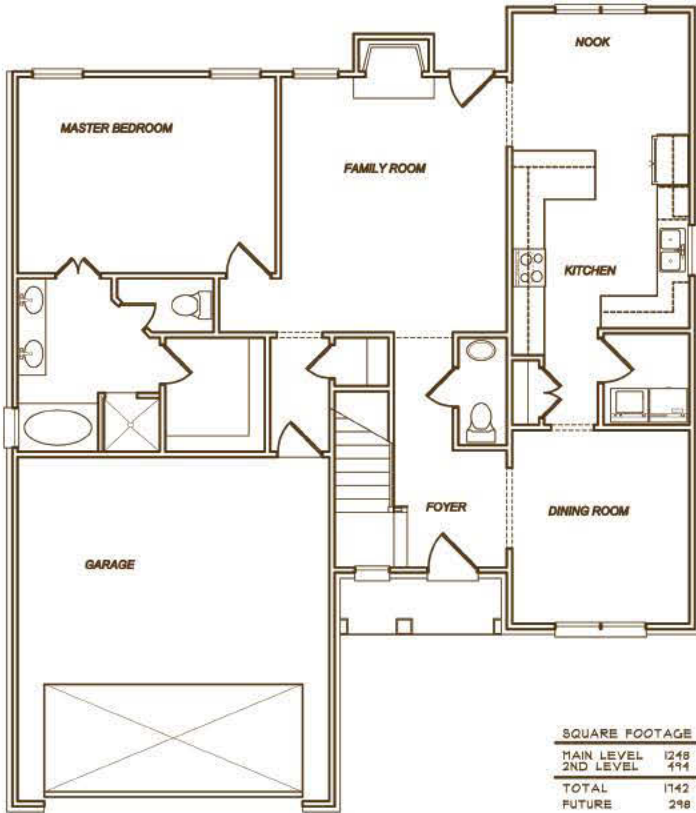 NOOK
MASTER BEDROOM
FAMILY ROOM
KITCHEN
FOYER
DINING ROOM
GARAGE
SQUARE FOOTAGE
MAIN LEVEL 1248
2ND LEVEL 494
TOTAL 1742
FUTURE 298